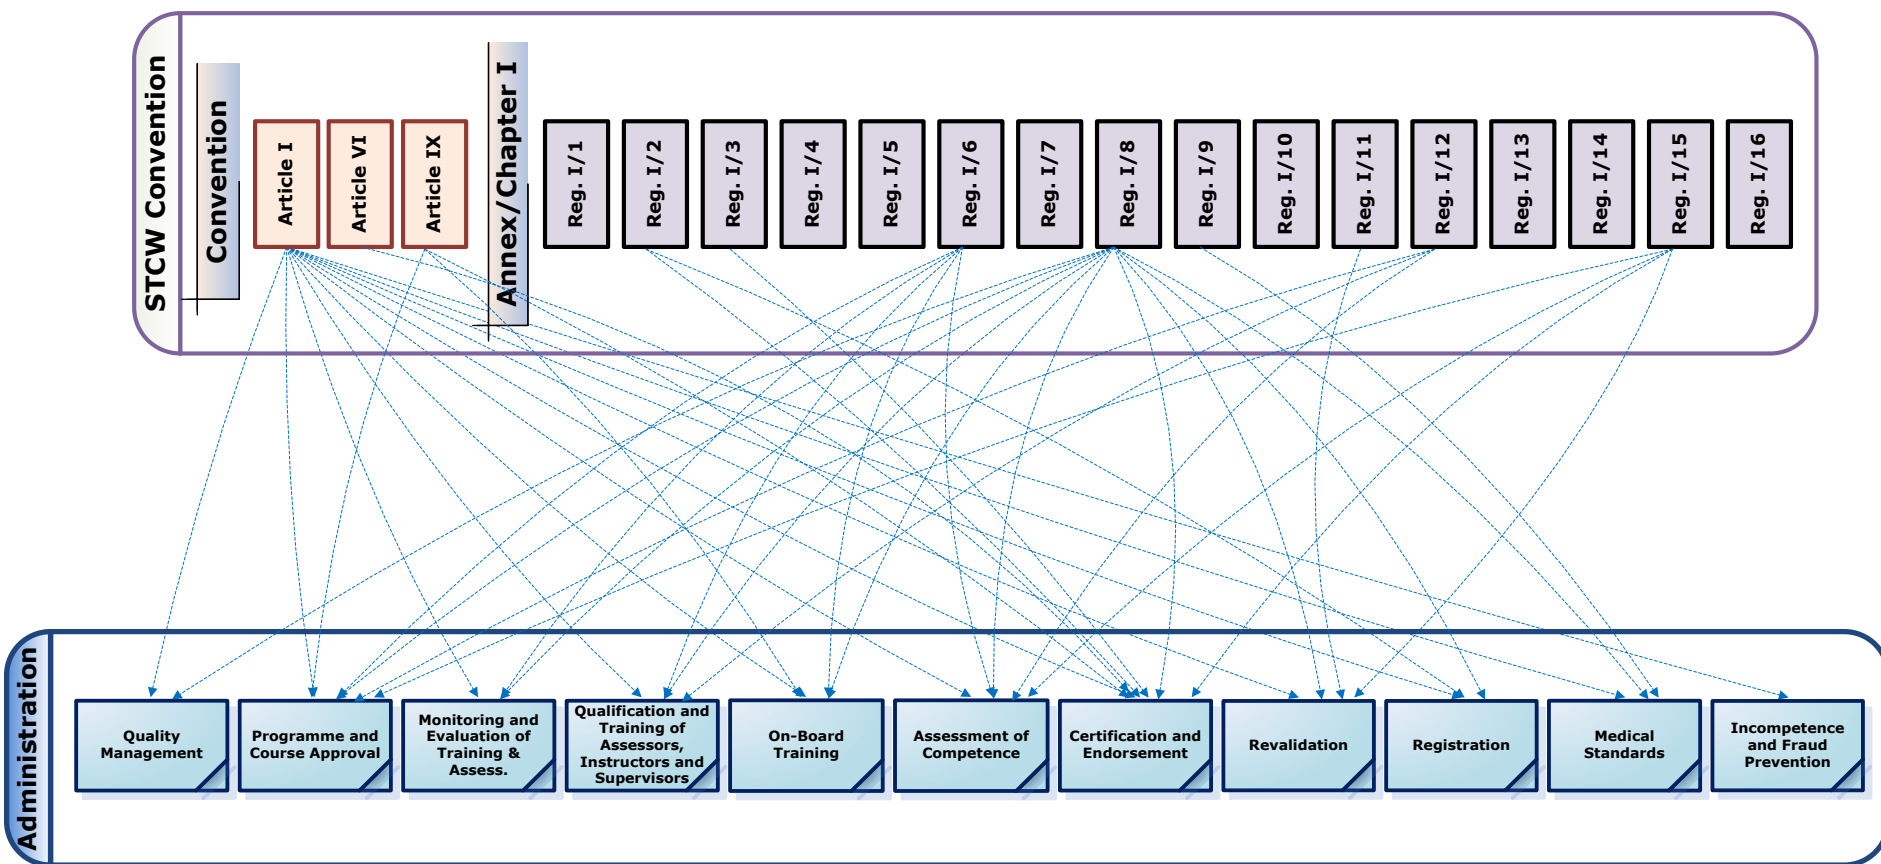 STCW Convention
Convention
Article I
Article VI
Article IX
Annex/Chapter I
Reg. I/1
Reg. I/2
Reg. I/3
Reg. I/4
Reg. I/5
Reg. I/6
Reg. I/7
Reg. I/8
Reg. I/9
Reg. I/10
Reg. I/11
Reg. I/12
Reg. I/13
Reg. I/14
Reg. I/15
Reg. I/16
Administration
Quality
Management
Programme and
Course Approval
Monitoring and
Evaluation of
Training &
Assess.
Qualification and
Training of
Assessors,
Instructors and
Supervisors
On-Board
Training
Assessment of
Competence
Certification and
Endorsement
Revalidation
Registration
Medical
Standards
Incompetence
and Fraud
Prevention